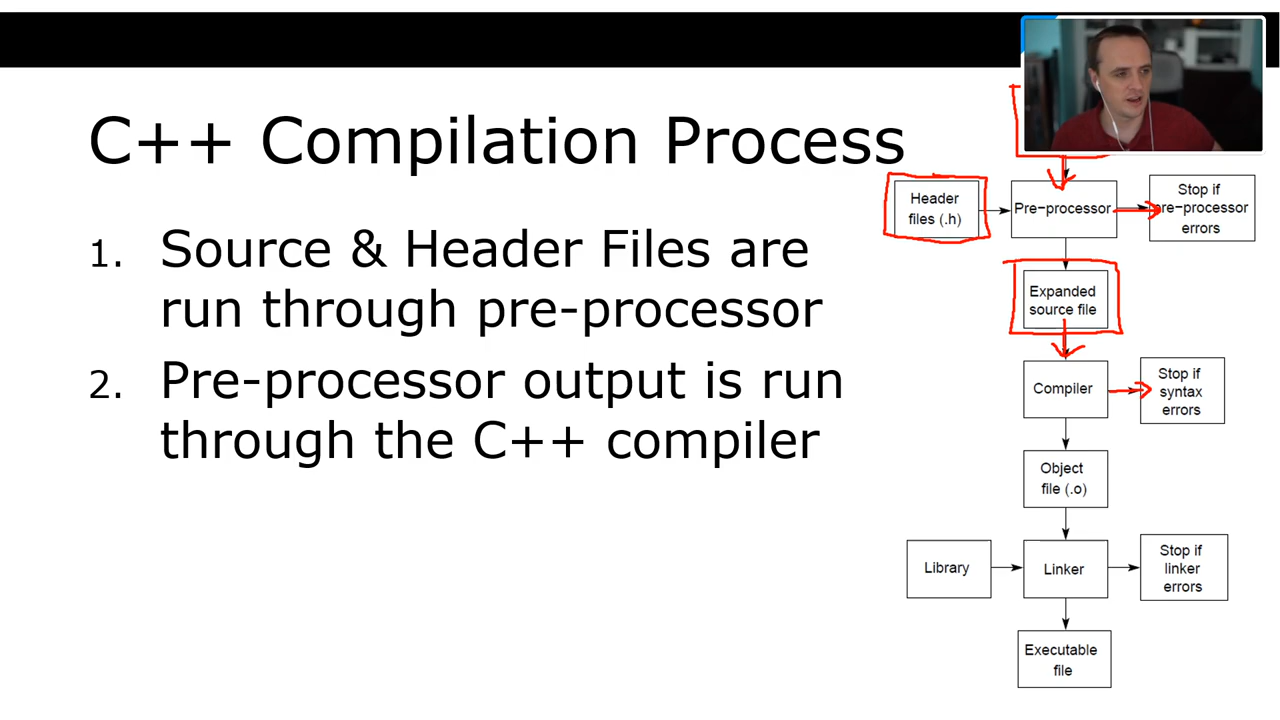 C++ Compilation Process
1. Source & Header Files are
run through pre-processor
2. Pre-processor output is run
through the C++ compiler
Header
files (.h)
Pre-processor
Stop if
pre-processor
errors
Expanded
source file
Compiler
Stop if
syntax
errors
Object
file (.o)
Library
Linker
Stop if
linker
errors
Executable
file